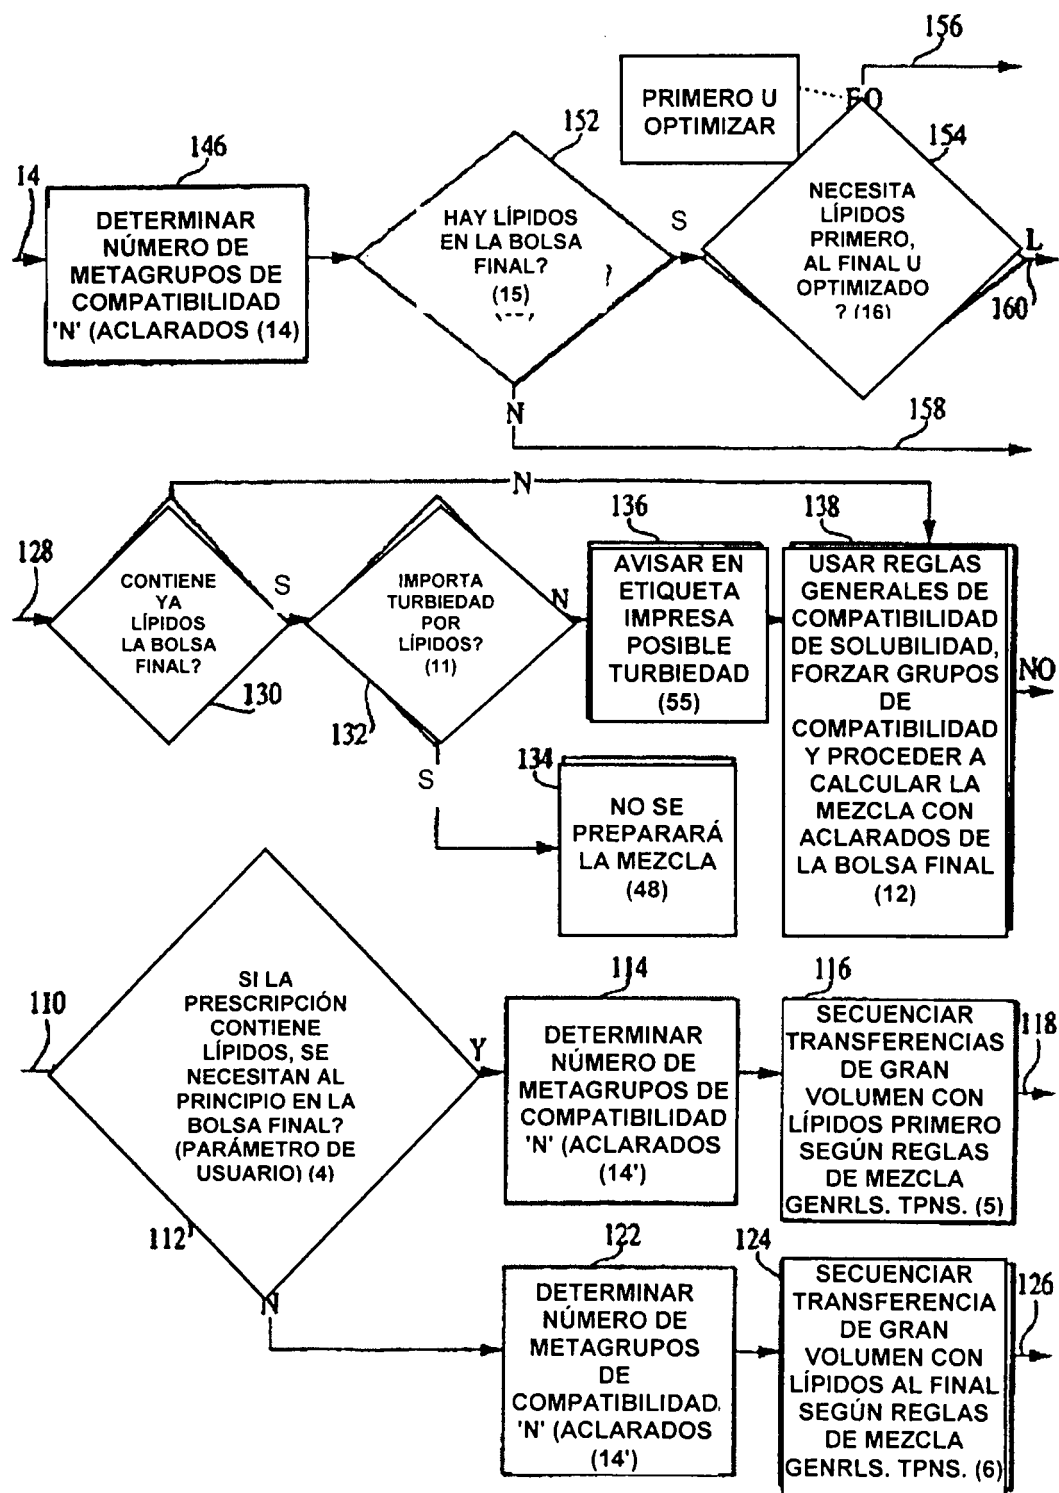 156
PRIMERO U
OPTIMIZAR
152
154
146
14
DETERMINAR
NÚMERO DE
METAGRUPOS DE
COMPATIBILIDAD
'N' (ACLARADOS (14)
HAY LÍPIDOS
EN LA BOLSA
FINAL?
(15)
?
S
NECESITA
LÍPIDOS
PRIMERO,
AL FINAL U
OPTIMIZADO
? (16)
L
160
N
158
N
128
CONTIENE
YA
LÍPIDOS
LA BOLSA
FINAL?
130
S
IMPORTA
TURBIEDAD
POR
LÍPIDOS?
(11)
132
N
S
136
AVISAR EN
ETIQUETA
IMPRESA
POSIBLE
TURBIEDAD
(55)
134
NO SE
PREPARARÁ
LA MEZCLA
(48)
138
USAR REGLAS
GENERALES DE
COMPATIBILIDAD
DE SOLUBILIDAD,
FORZAR GRUPOS
DE
COMPATIBILIDAD
Y PROCEDER A
CALCULAR LA
MEZCLA CON
ACLARADOS DE
LA BOLSA FINAL
(12)
NO
110
SI LA
PRESCRIPCIÓN
CONTIENE
LÍPIDOS, SE
NECESITAN AL
PRINCIPIO EN LA
BOLSA FINAL?
(PARÁMETRO DE
USUARIO) (4)
112
Y
N
114
DETERMINAR
NÚMERO DE
METAGRUPOS DE
COMPATIBILIDAD
'N' (ACLARADOS
(14')
116
SECUENCIAR
TRANSFERENCIAS
DE GRAN
VOLUMEN CON
LÍPIDOS PRIMERO
SEGÚN REGLAS
DE MEZCLA
GENRLS. TPNS. (5)
118
122
DETERMINAR
NÚMERO DE
METAGRUPOS
DE
COMPATIBILIDAD
'N' (ACLARADOS
(14')
124
SECUENCIAR
TRANSFERENCIA
DE GRAN
VOLUMEN CON
LÍPIDOS AL FINAL
SEGÚN REGLAS
DE MEZCLA
GENRLS. TPNS. (6)
126